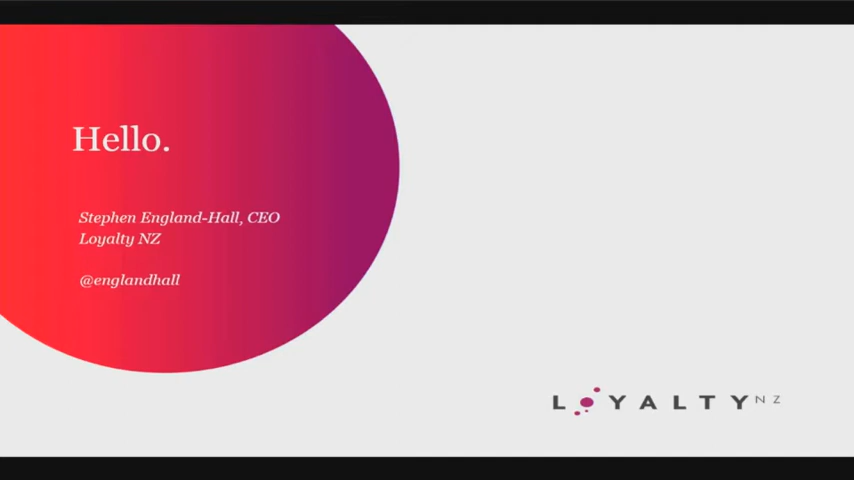 Hello.
Stephen England-Hall, CEO
Loyalty NZ
@englandhall
LOYALTY NZ